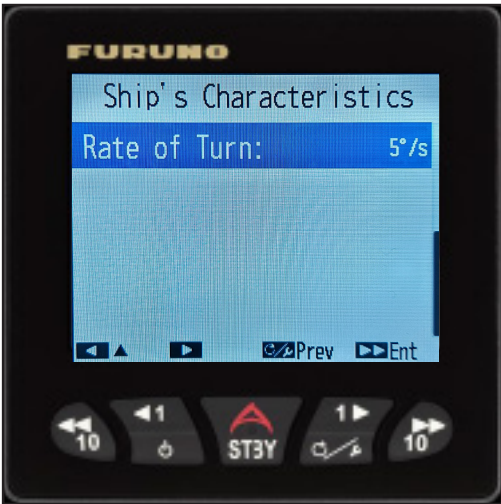 FURUNO
Ship's Characteristics
Rate of Turn: 5°/s
Prev Ent
1 ST3Y 1
10 10